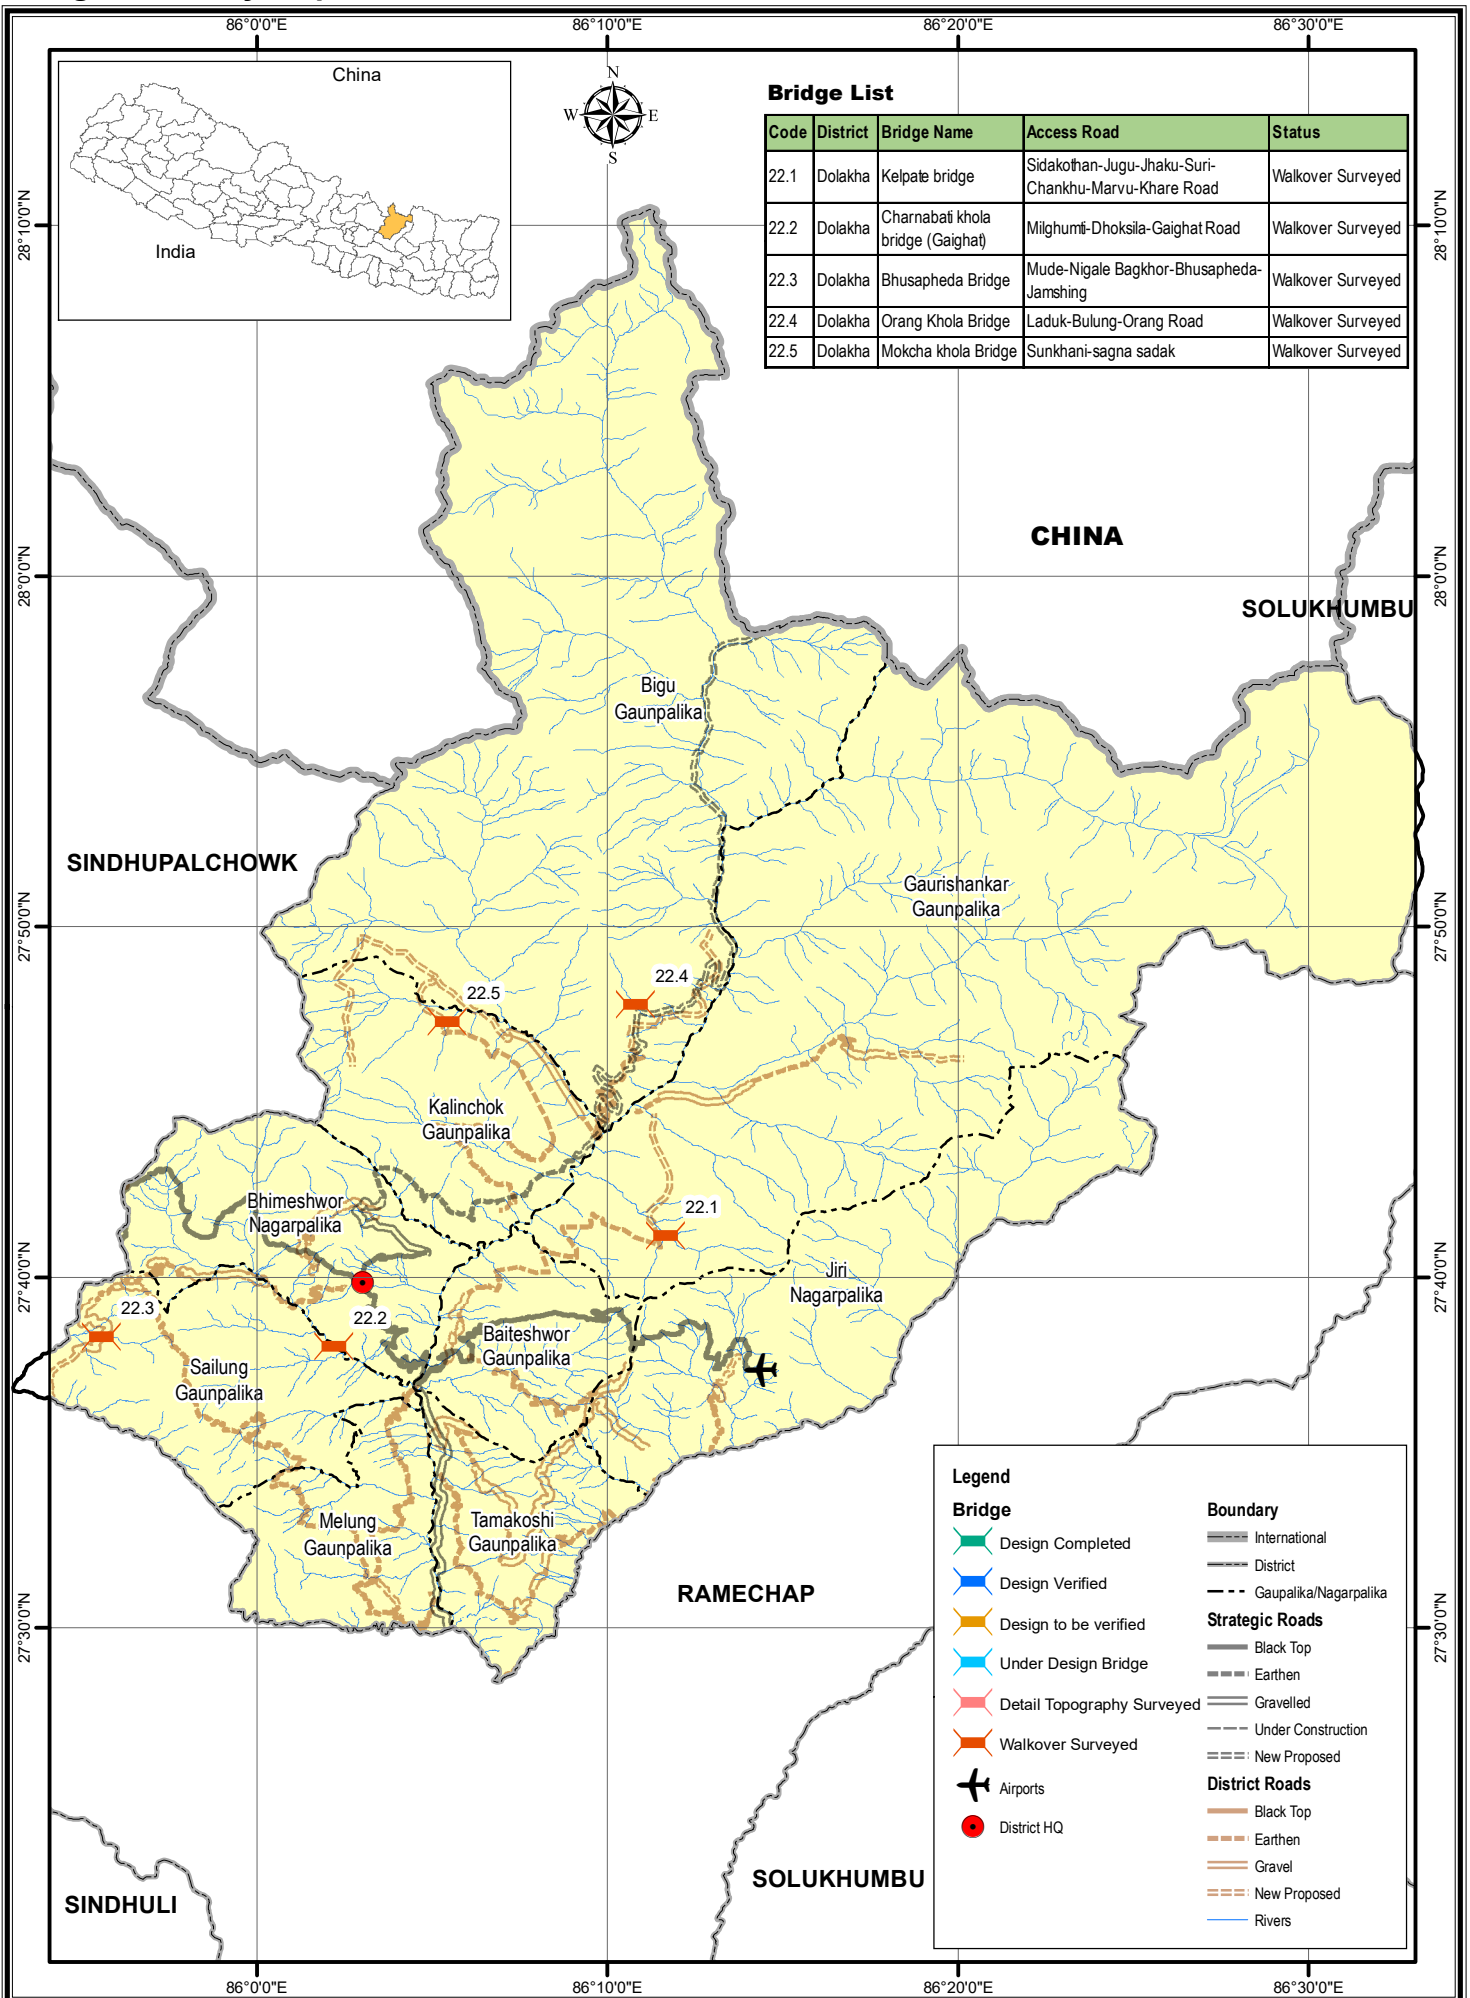 86°0'0"E
86°10'0"E
86°20'0"E
86°30'0"E
China
India
N
W
E
S
Bridge List
Code District Bridge Name Access Road Status
22.1 Dolakha Kelpate bridge Sidakothan-Jugu-Jhaku-Suri-
Chankhu-Marvu-Khare Road Walkover Surveyed
22.2 Dolakha Charnabati khola
bridge (Gaighat) Milghumti-Dhoksila-Gaighat Road Walkover Surveyed
22.3 Dolakha Bhusapheda Bridge Mude-Nigale Bagkhor-Bhusapheda-
Jamshing Walkover Surveyed
22.4 Dolakha Orang Khola Bridge Laduk-Bulung-Orang Road Walkover Surveyed
22.5 Dolakha Mokcha khola Bridge Sunkhani-sagna sadak Walkover Surveyed
28°10'0"N
28°10'0"N
CHINA
28°0'0"N
28°0'0"N
SOLUKHUMBU
Bigu
Gaunpalika
SINDHUPALCHOWK
Gaurishankar
Gaunpalika
27°50'0"N
27°50'0"N
22.4
22.5
Kalinchok
Gaunpalika
Bhimeshwor
Nagarpalika
22.1
27°40'0"N
27°40'0"N
Jiri
Nagarpalika
22.3
22.2
Baiteshwor
Gaunpalika
Sailung
Gaunpalika
Melung
Gaunpalika
Tamakoshi
Gaunpalika
RAMECHAP
27°30'0"N
27°30'0"N
SINDHULI
SOLUKHUMBU
Legend
Bridge
Design Completed
Design Verified
Design to be verified
Under Design Bridge
Detail Topography Surveyed
Walkover Surveyed
Airports
District HQ
Boundary
International
District
Gaupalika/Nagarpalika
Strategic Roads
Black Top
Earthen
Gravelled
Under Construction
New Proposed
District Roads
Black Top
Earthen
Gravel
New Proposed
Rivers
86°0'0"E
86°10'0"E
86°20'0"E
86°30'0"E